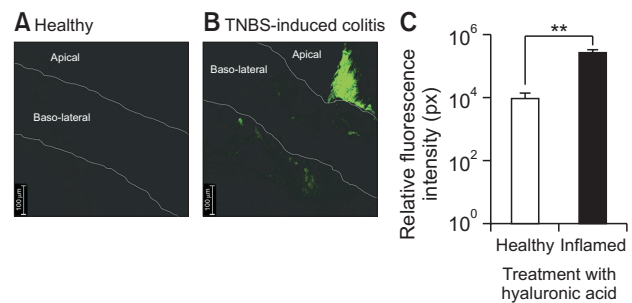 A Healthy
Apical
Baso-lateral
100 μm
B TNBS-induced colitis
Apical
Baso-lateral
100 μm
C
**
Relative fluorescence
intensity (px)
10⁶
10⁴
10²
10⁰
Healthy Inflamed
Treatment with
hyaluronic acid